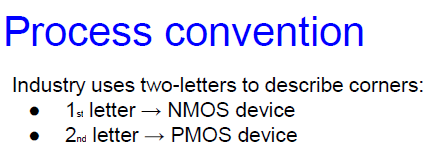 Process convention
Industry uses two-letters to describe corners:
● 1st letter → NMOS device
● 2nd letter → PMOS device